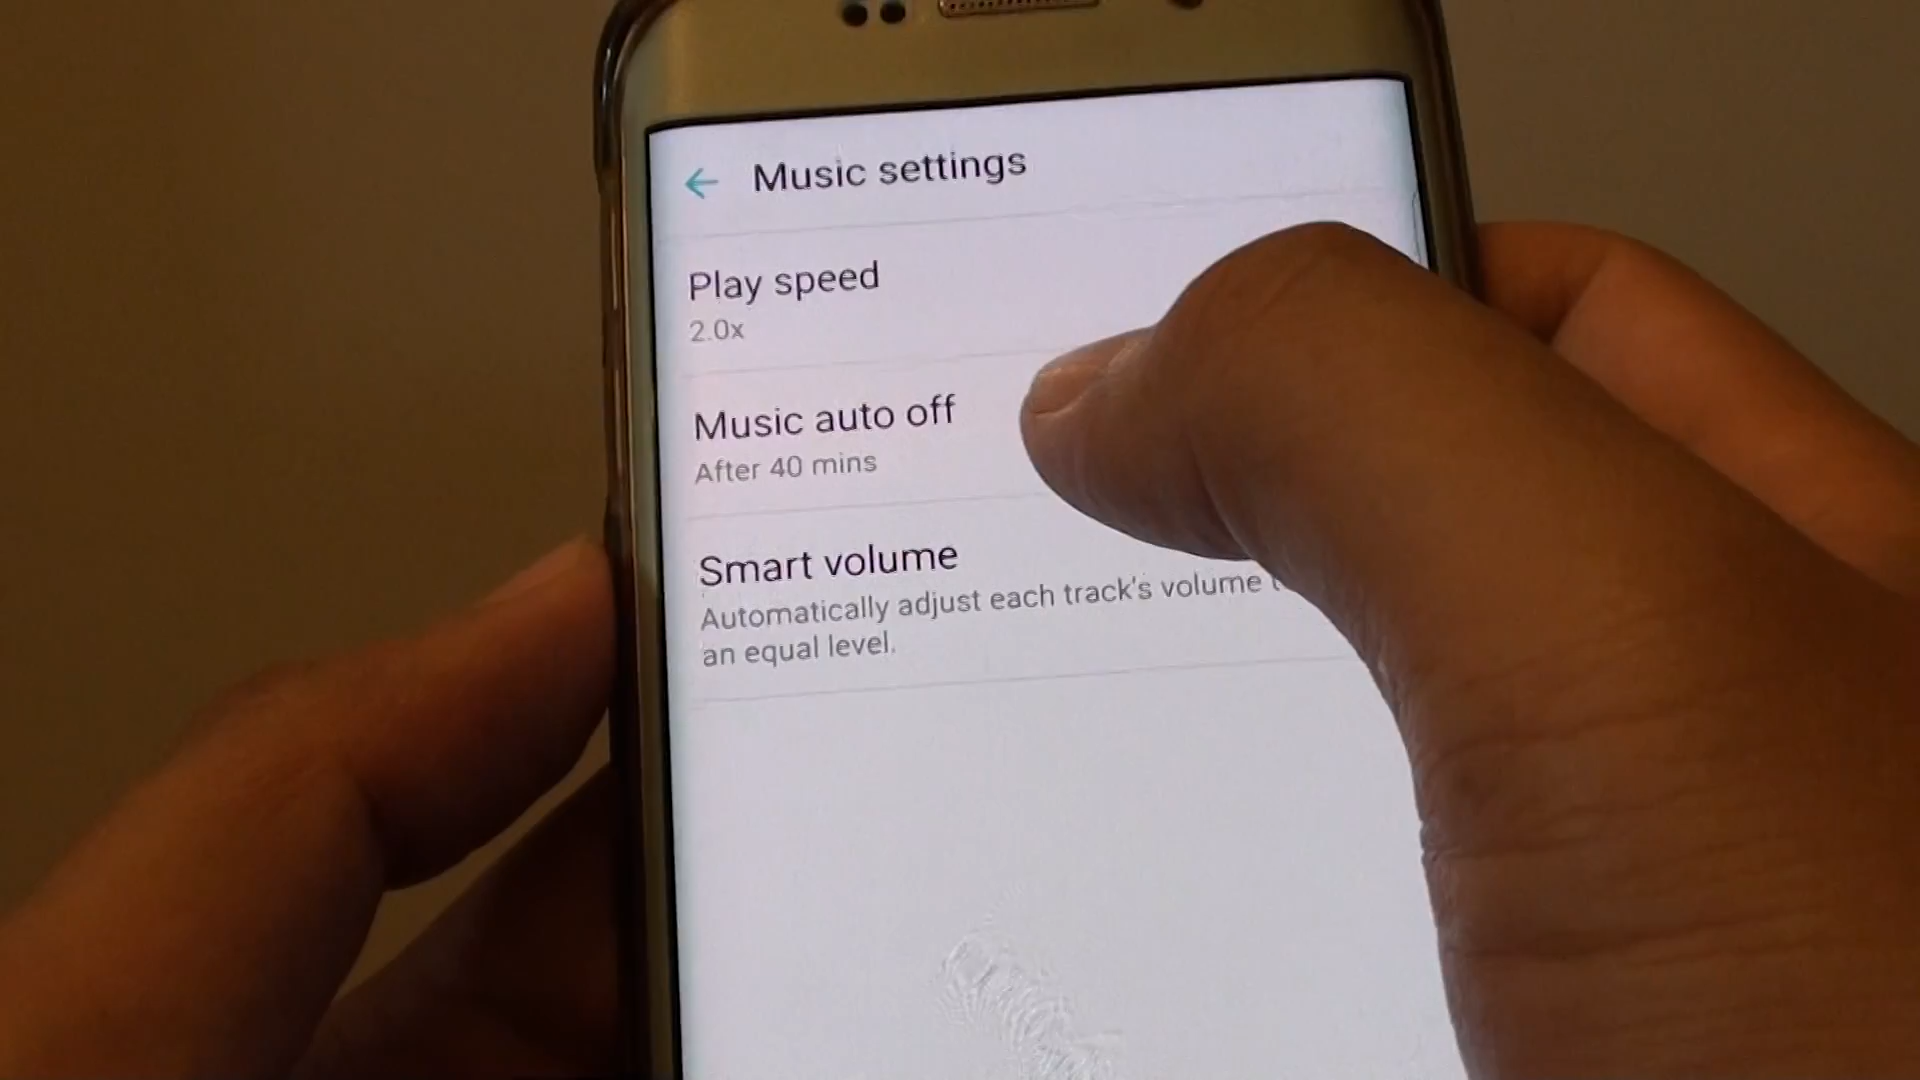 Music settings
Play speed
2.0x
Music auto off
After 40 mins
Smart volume
Automatically adjust each track's volume
an equal level.